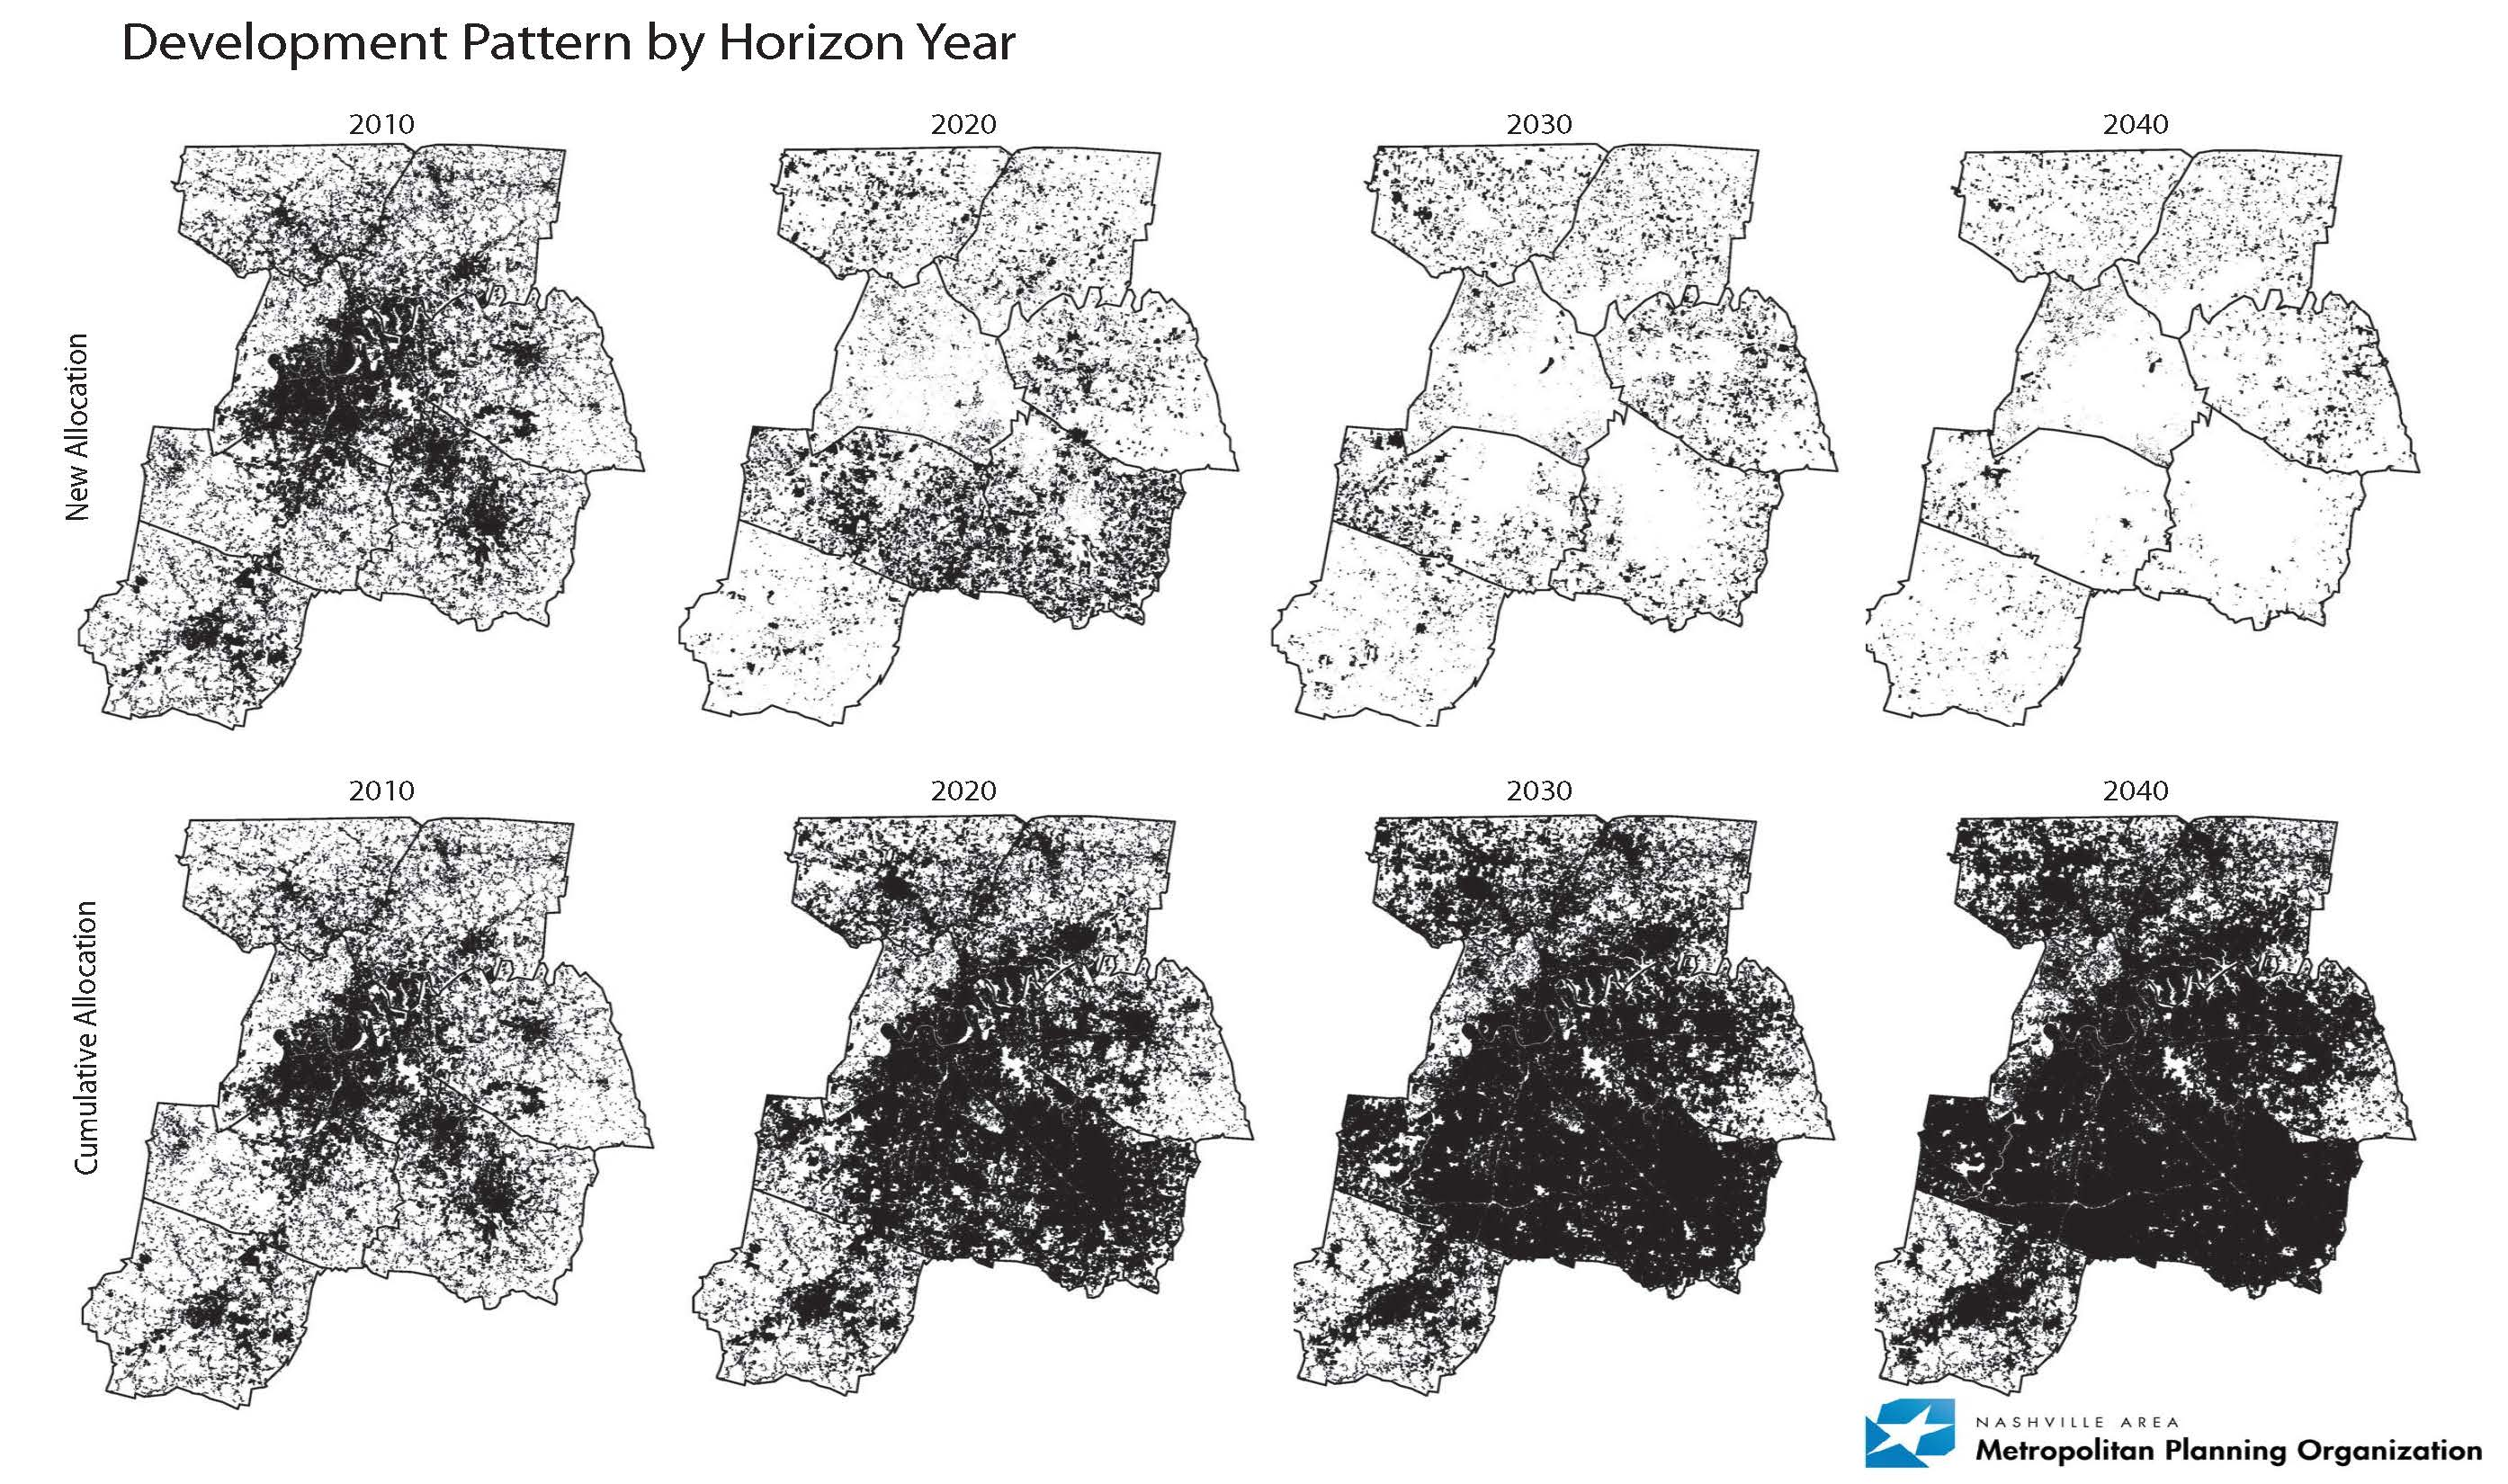 Development Pattern by Horizon Year
2010
2020
2030
2040
New Allocation
2010
2020
2030
2040
Cumulative Allocation
NASHVILLE AREA
Metropolitan Planning Organization